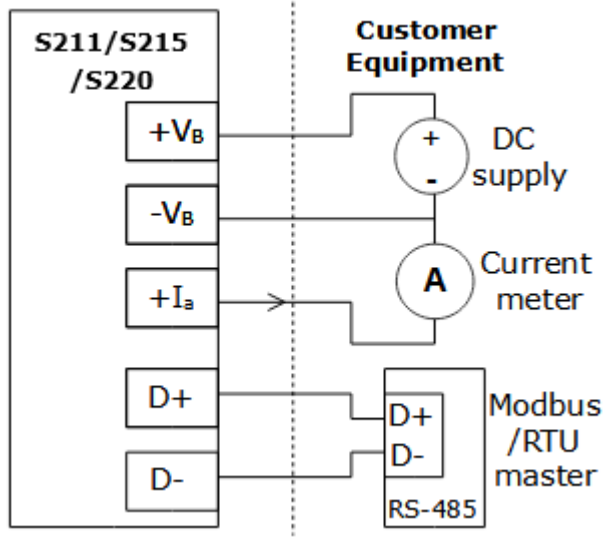 S211/S215
/S220
+VB
-VB
+Ia
D+
D-
Customer
Equipment
+
-
DC
supply
A
Current
meter
D+
D-
RS-485
Modbus
/RTU
master